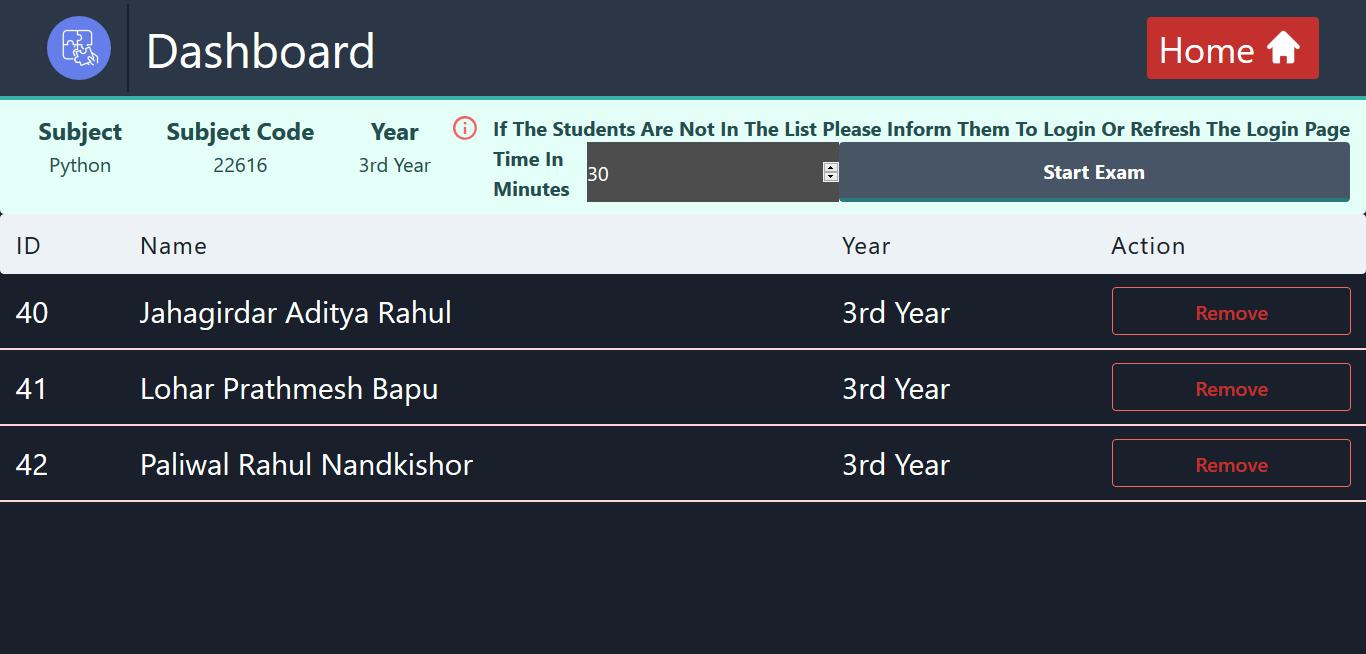 Dashboard
Home
Subject Subject Code Year If The Students Are Not In The List Please Inform Them To Login Or Refresh The Login Page
Python 22616 3rd Year Time In Minutes 30 Start Exam
ID Name Year Action
40 Jahagirdar Aditya Rahul 3rd Year Remove
41 Lohar Prathmesh Bapu 3rd Year Remove
42 Paliwal Rahul Nandkishor 3rd Year Remove